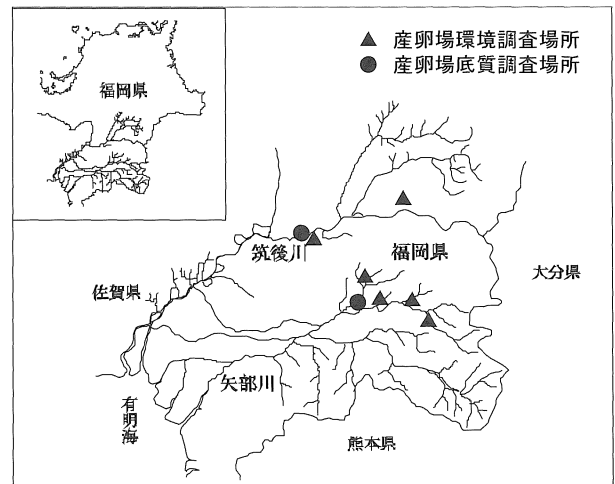 福岡県
産卵場環境調査場所
産卵場底質調査場所
筑後川
福岡県
大分県
佐賀県
矢部川
有明海
熊本県